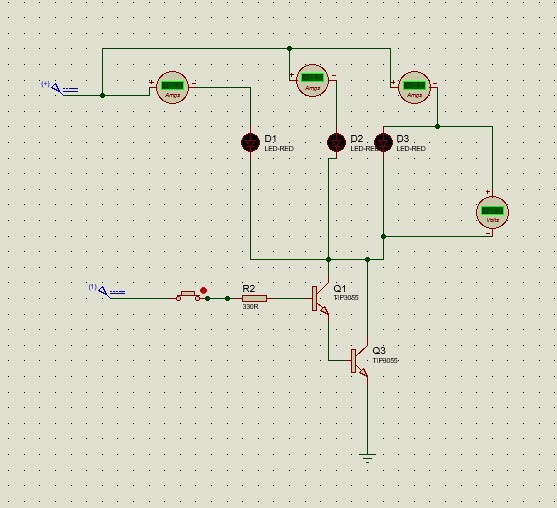 (+)
+
-
Amps
+
-
Amps
+
-
Amps
D1
LED-RED
D2
LED-RED
D3
LED-RED
+
Volts
-
(1)
R2
330R
Q1
TIP3055
Q3
TIP3055